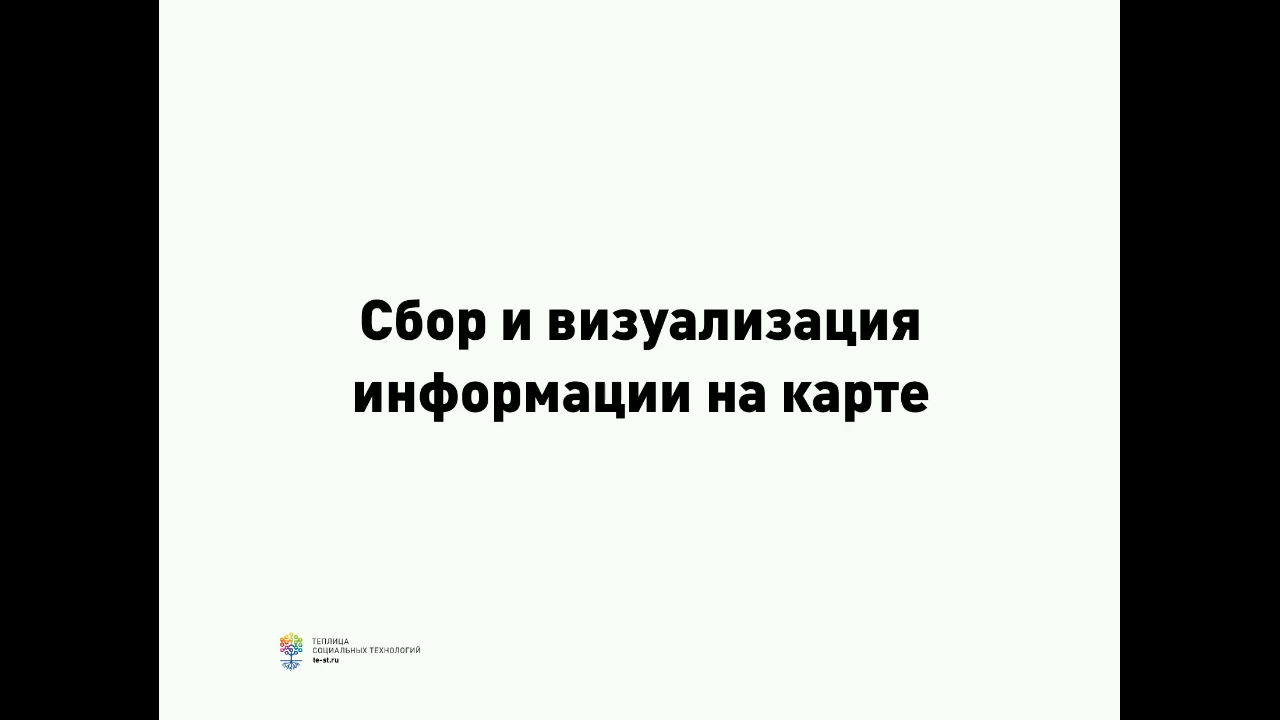 Сбор и визуализация
информации на карте
ТЕПЛИЦА
СОЦИАЛЬНЫХ ТЕХНОЛОГИЙ
te-st.ru